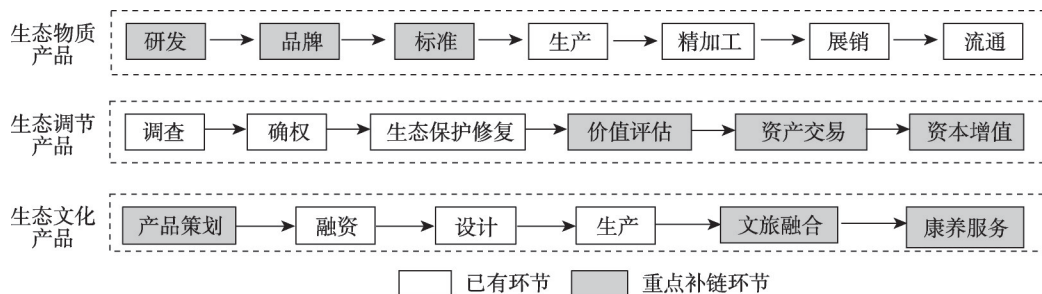 生态物质产品
研发 品牌 标准 生产 精加工 展销 流通
生态调节产品
调查 确权 生态保护修复 价值评估 资产交易 资本增值
生态文化产品
产品策划 融资 设计 生产 文旅融合 康养服务
已有环节 重点补链环节